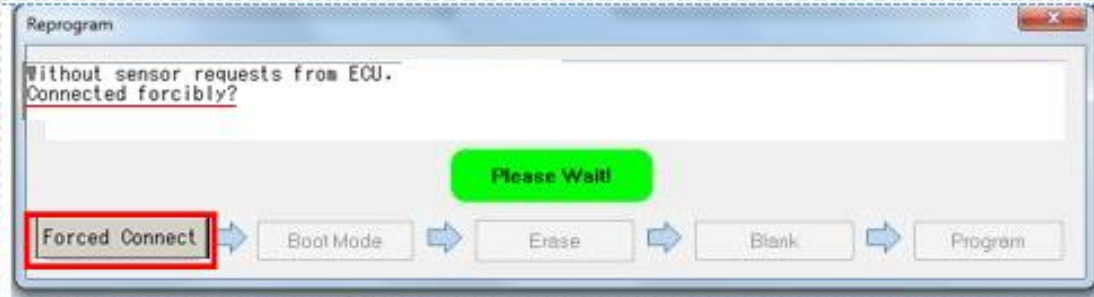 Reprogram
Without sensor requests from ECU.
Connected forcibly?
Please Wait!
Forced Connect
Boot Mode
Erase
Blank
Program